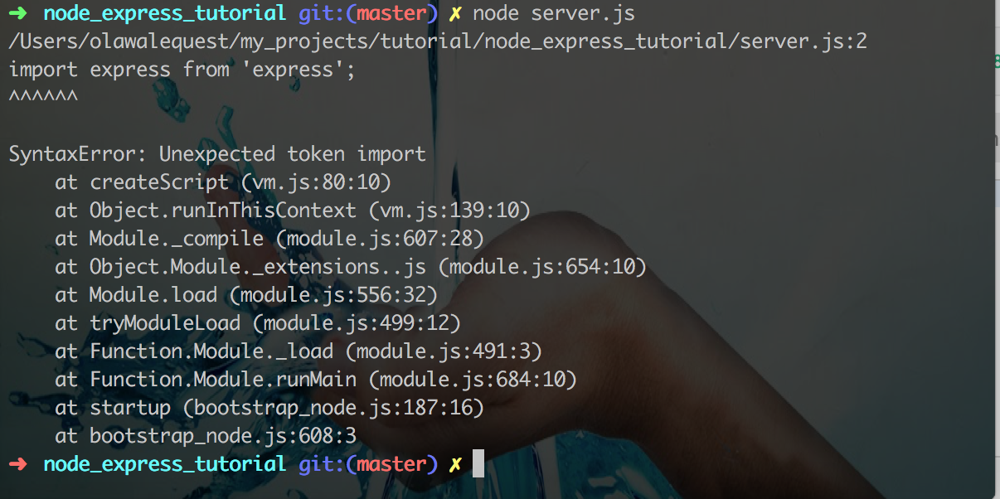 ➜ node_express_tutorial git:(master) ✗ node server.js
/Users/olawalequest/my_projects/tutorial/node_express_tutorial/server.js:2
import express from 'express';
^^^^^^
SyntaxError: Unexpected token import
at createScript (vm.js:80:10)
at Object.runInThisContext (vm.js:139:10)
at Module._compile (module.js:607:28)
at Object.Module._extensions..js (module.js:654:10)
at Module.load (module.js:556:32)
at tryModuleLoad (module.js:499:12)
at Function.Module._load (module.js:491:3)
at Function.Module.runMain (module.js:684:10)
at startup (bootstrap_node.js:187:16)
at bootstrap_node.js:608:3
➜ node_express_tutorial git:(master) ✗